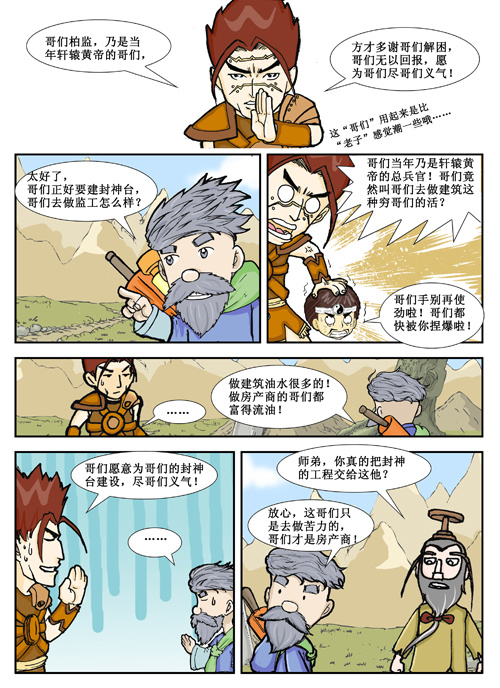 哥们柏监，乃是当
年轩辕黄帝的哥们，
方才多谢哥们解困，
哥们无以回报，愿
为哥们尽哥们义气！
这“哥们”用起来是比
“老子”感觉潮一些哦……
太好了，
哥们正好要建封神台，
哥们去做监工怎么样？
哥们当年乃是轩辕黄
帝的总兵官！哥们竟
然叫哥们去做建筑这
种穷哥们的活？
哥们手别再使
劲啦！哥们都
快被你捏爆啦！
……
做建筑油水很多的！
做房产商的哥们都
富得流油！
哥们愿意为哥们的封神
台建设，尽哥们义气！
……
师弟，你真的把封神
的工程交给这他？
放心，这哥们只
是去做苦力的，
哥们才是房产商！